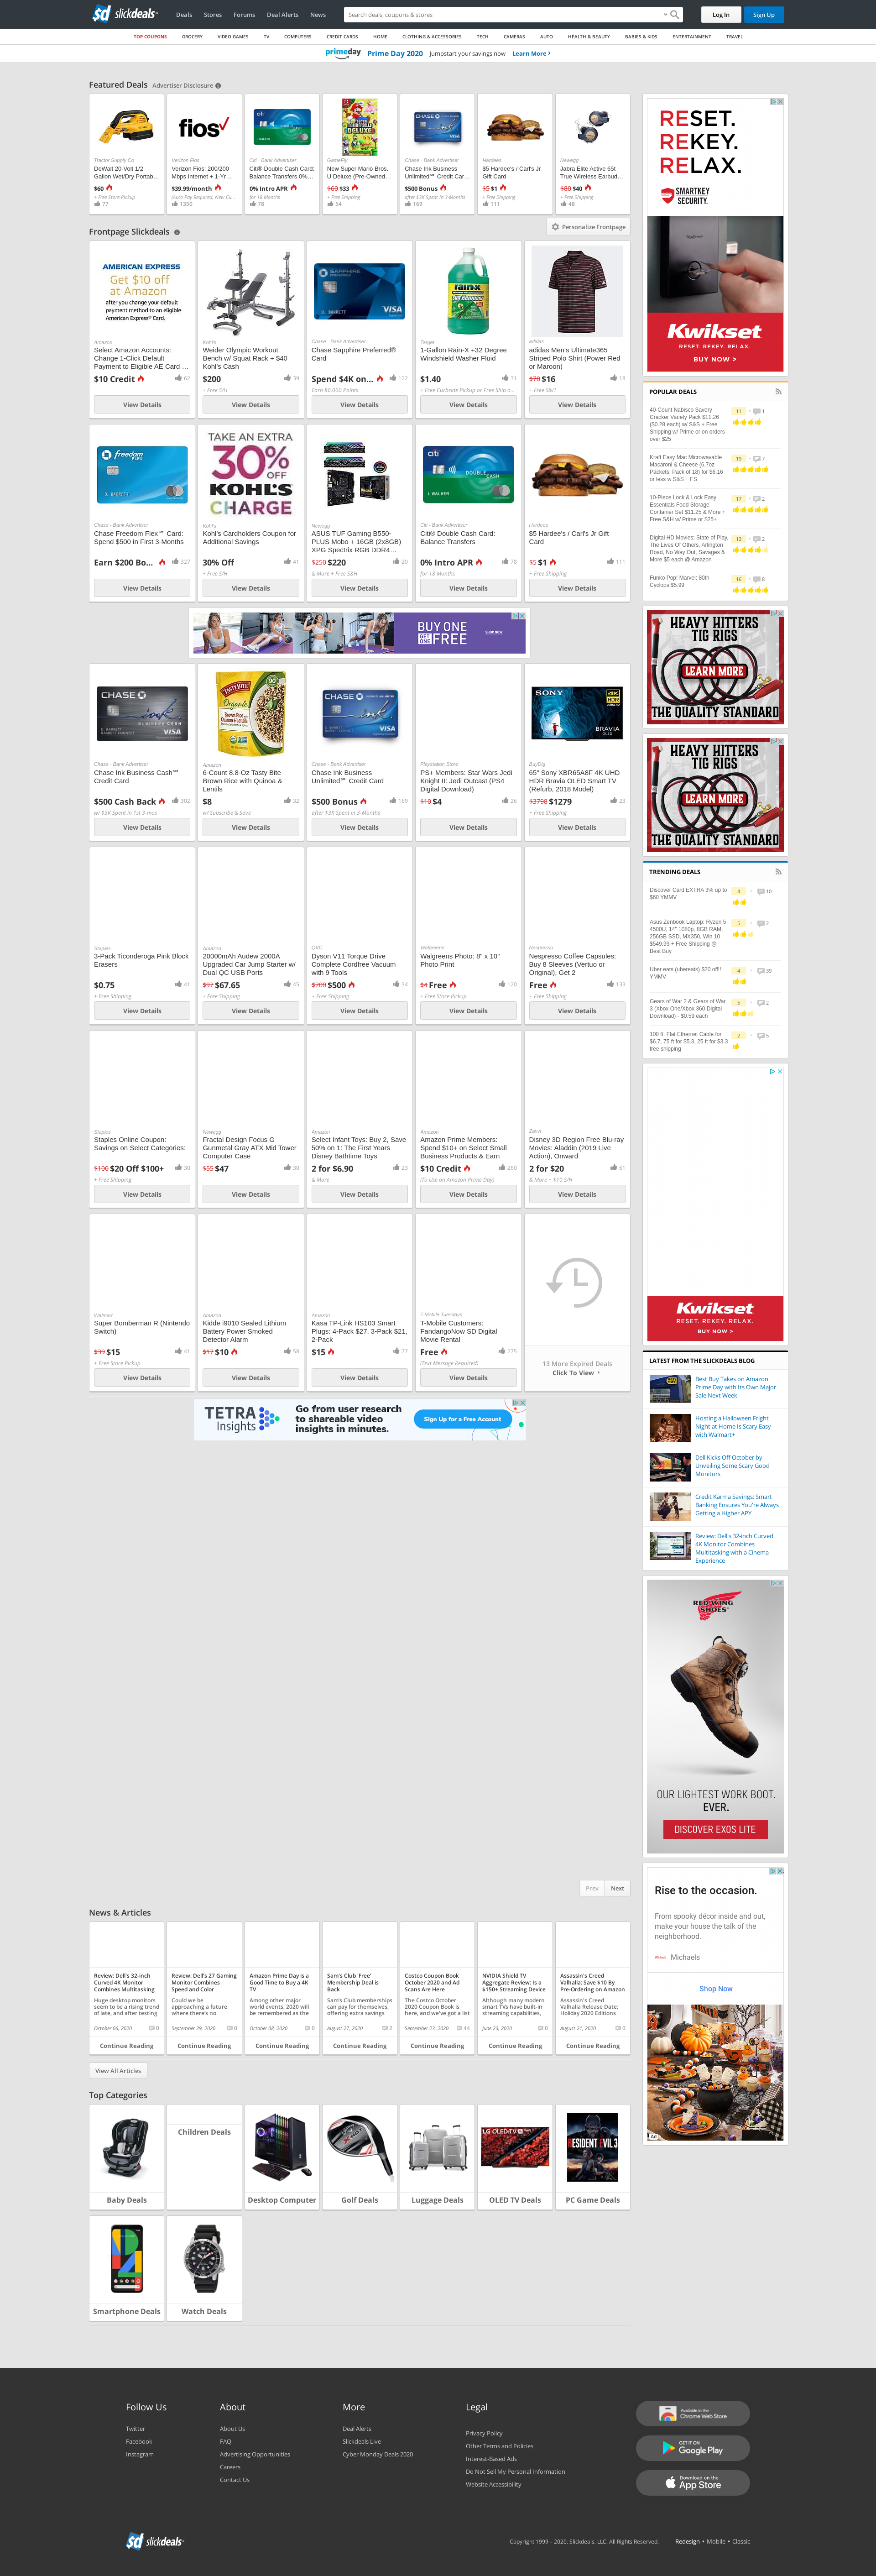 slickdeals
Deals Stores Forums Deal Alerts News
Search deals, coupons & stores
Log In
Sign Up
TOP COUPONS GROCERY VIDEO GAMES TV COMPUTERS CREDIT CARDS HOME CLOTHING & ACCESSORIES TECH CAMERAS AUTO HEALTH & BEAUTY BABIES & KIDS ENTERTAINMENT TRAVEL
primeday Prime Day 2020 Jumpstart your savings now Learn More
Featured Deals Advertiser Disclosure
Tractor Supply Co
DeWalt 20-Volt 1/2
Gallon Wet/Dry Portab...
$60
+ Free Store Pickup
77
fios
Verizon Fios
Verizon Fios: 200/200
Mbps Internet + 1-Yr...
$39.99/month
1350
Citi - Bank Advertiser
Citi® Double Cash Card:
Balance Transfers 0%...
0% Intro APR
for 18 Months
78
GameFly
New Super Mario Bros.
U Deluxe (Pre-Owned...
$60 $33
+ Free Shipping
54
Chase - Bank Advertiser
Chase Ink Business
Unlimited℠ Credit Car...
$500 Bonus
after $3K Spent in 3 Months
169
Hardees
$5 Hardee's / Carl's Jr
Gift Card
$5 $1
+ Free Shipping
111
Newegg
Jabra Elite Active 65t
True Wireless Earbud...
$80 $40
+ Free Shipping
48
Frontpage Slickdeals
Personalize Frontpage
AMERICAN EXPRESS
Get $10 off
at Amazon
after you change your default
payment method to an eligible
American Express® Card.
Amazon
Select Amazon Accounts:
Change 1-Click Default
Payment to Eligible AE Card ...
$10 Credit 62
View Details
Kohl's
Weider Olympic Workout
Bench w/ Squat Rack + $40
Kohl's Cash
$200 39
+ Free S/H
View Details
Chase - Bank Advertiser
Chase Sapphire Preferred®
Card
Spend $4K on... 122
Earn 80,000 Points
View Details
Target
1-Gallon Rain-X +32 Degree
Windshield Washer Fluid
$1.40 31
+ Free Curbside Pickup or Free Ship o...
View Details
adidas
adidas Men's Ultimate365
Striped Polo Shirt (Power Red
or Maroon)
$70 $16 18
+ Free S&H
View Details
Chase - Bank Advertiser
Chase Freedom Flex℠ Card:
Spend $500 in First 3-Months
Earn $200 Bo... 327
View Details
TAKE AN EXTRA
30% OFF
KOHL'S
CHARGE
Kohl's
Kohl's Cardholders Coupon for
Additional Savings
30% Off 41
+ Free S/H
View Details
Newegg
ASUS TUF Gaming B550-
PLUS Mobo + 16GB (2x8GB)
XPG Spectrix RGB DDR4...
$250 $220 20
& More + Free S&H
View Details
Citi - Bank Advertiser
Citi® Double Cash Card:
Balance Transfers
0% Intro APR 78
for 18 Months
View Details
Hardees
$5 Hardee's / Carl's Jr Gift
Card
$5 $1 111
+ Free Shipping
View Details
BUY ONE
GET ONE FREE
SHOP NOW
Chase - Bank Advertiser
Chase Ink Business Cash℠
Credit Card
$500 Cash Back 302
w/ $3K Spent in 1st 3-mos
View Details
Amazon
6-Count 8.8-Oz Tasty Bite
Brown Rice with Quinoa &
Lentils
$8 32
w/ Subscribe & Save
View Details
Chase - Bank Advertiser
Chase Ink Business
Unlimited℠ Credit Card
$500 Bonus 169
after $3K Spent in 3 Months
View Details
Playstation Store
PS+ Members: Star Wars Jedi
Knight II: Jedi Outcast (PS4
Digital Download)
$10 $4 26
View Details
BuyDig
65" Sony XBR65A8F 4K UHD
HDR Bravia OLED Smart TV
(Refurb, 2018 Model)
$3798 $1279 23
+ Free Shipping
View Details
Staples
3-Pack Ticonderoga Pink Block
Erasers
$0.75 41
+ Free Shipping
View Details
Amazon
20000mAh Audew 2000A
Upgraded Car Jump Starter w/
Dual QC USB Ports
$97 $67.65 45
+ Free Shipping
View Details
QVC
Dyson V11 Torque Drive
Complete Cordfree Vacuum
with 9 Tools
$700 $500 34
+ Free Shipping
View Details
Walgreens
Walgreens Photo: 8" x 10"
Photo Print
$4 Free 120
+ Free Store Pickup
View Details
Nespresso
Nespresso Coffee Capsules:
Buy 8 Sleeves (Vertuo or
Original), Get 2
Free 133
+ Free Shipping
View Details
Staples
Staples Online Coupon:
Savings on Select Categories:
$100 $20 Off $100+ 30
+ Free Shipping
View Details
Newegg
Fractal Design Focus G
Gunmetal Gray ATX Mid Tower
Computer Case
$55 $47 30
View Details
Amazon
Select Infant Toys: Buy 2, Save
50% on 1: The First Years
Disney Bathtime Toys
2 for $6.90 23
& More
View Details
Amazon
Amazon Prime Members:
Spend $10+ on Select Small
Business Products & Earn
$10 Credit 260
(To Use on Amazon Prime Day)
View Details
Zavvi
Disney 3D Region Free Blu-ray
Movies: Aladdin (2019 Live
Action), Onward
2 for $20 61
& More + $10 S/H
View Details
Walmart
Super Bomberman R (Nintendo
Switch)
$39 $15 41
+ Free Store Pickup
View Details
Amazon
Kidde i9010 Sealed Lithium
Battery Power Smoked
Detector Alarm
$17 $10 58
View Details
Amazon
Kasa TP-Link HS103 Smart
Plugs: 4-Pack $27, 3-Pack $21,
2-Pack
$15 77
View Details
T-Mobile Tuesdays
T-Mobile Customers:
FandangoNow SD Digital
Movie Rental
Free 275
(Text Message Required)
View Details
13 More Expired Deals
Click To View
TETRA
Insights
Go from user research
to shareable video
insights in minutes.
Sign Up for a Free Account
Prev Next
News & Articles
Review: Dell's 32-inch
Curved 4K Monitor
Combines Multitasking
Huge desktop monitors
seem to be a rising trend
of late, and after testing
October 06, 2020 0
Continue Reading
Review: Dell's 27 Gaming
Monitor Combines
Speed and Color
Could we be
approaching a future
where there's no
September 29, 2020 0
Continue Reading
Amazon Prime Day is a
Good Time to Buy a 4K
TV
Among other major
world events, 2020 will
be remembered as the
October 08, 2020 0
Continue Reading
Sam's Club 'Free'
Membership Deal is
Back
Sam's Club memberships
can pay for themselves,
offering extra savings
August 27, 2020 2
Continue Reading
Costco Coupon Book
October 2020 and Ad
Scans Are Here
The Costco October
2020 Coupon Book is
here, and we've got a list
September 23, 2020 44
Continue Reading
NVIDIA Shield TV
Aggregate Review: Is a
$150+ Streaming Device
Although many modern
smart TVs have built-in
streaming capabilities,
June 23, 2020 0
Continue Reading
Assassin's Creed
Valhalla: Save $10 By
Pre-Ordering on Amazon
Assassin's Creed
Valhalla Release Date:
Holiday 2020 Editions
August 21, 2020 0
Continue Reading
View All Articles
Top Categories
Baby Deals
Children Deals
Desktop Computer
Golf Deals
Luggage Deals
OLED TV Deals
PC Game Deals
Smartphone Deals
Watch Deals
RESET.
REKEY.
RELAX.
SMARTKEY
SECURITY.
Kwikset
RESET. REKEY. RELAX.
BUY NOW >
POPULAR DEALS
40-Count Nabisco Savory
Cracker Variety Pack $11.26
($0.28 each) w/ S&S + Free
Shipping w/ Prime or on orders
over $25
11 1
Kraft Easy Mac Microwavable
Macaroni & Cheese (6.7oz
Packets, Pack of 18) for $6.16
or less w S&S + FS
19 7
10-Piece Lock & Lock Easy
Essentials Food Storage
Container Set $11.25 & More +
Free S&H w/ Prime or $25+
17 2
Digital HD Movies: State of Play,
The Lives Of Others, Arlington
Road, No Way Out, Savages &
More $5 each @ Amazon
13 2
Funko Pop! Marvel: 80th -
Cyclops $5.99
16 8
HEAVY HITTERS
TIG RIGS
LEARN MORE
THE QUALITY STANDARD
HEAVY HITTERS
TIG RIGS
LEARN MORE
THE QUALITY STANDARD
TRENDING DEALS
Discover Card EXTRA 3% up to
$60 YMMV
4 10
Asus Zenbook Laptop: Ryzen 5
4500U, 14" 1080p, 8GB RAM,
256GB SSD, MX350, Win 10
$549.99 + Free Shipping @
Best Buy
5 2
Uber eats (ubereats) $20 off!!
YMMV
4 39
Gears of War 2 & Gears of War
3 (Xbox One/Xbox 360 Digital
Download) - $0.59 each
5 2
100 ft. Flat Ethernet Cable for
$6.7, 75 ft for $5.3, 25 ft for $3.3
free shipping
2 5
Kwikset
RESET. REKEY. RELAX.
BUY NOW >
LATEST FROM THE SLICKDEALS BLOG
Best Buy Takes on Amazon
Prime Day with Its Own Major
Sale Next Week
Hosting a Halloween Fright
Night at Home Is Scary Easy
with Walmart+
Dell Kicks Off October by
Unveiling Some Scary Good
Monitors
Credit Karma Savings: Smart
Banking Ensures You're Always
Getting a Higher APY
Review: Dell's 32-inch Curved
4K Monitor Combines
Multitasking with a Cinema
Experience
RED WING
SHOES
OUR LIGHTEST WORK BOOT.
EVER.
DISCOVER EXOS LITE
Rise to the occasion.
From spooky décor inside and out,
make your house the talk of the
neighborhood.
Michaels
Shop Now
Ad
Follow Us
Twitter
Facebook
Instagram
About
About Us
FAQ
Advertising Opportunities
Careers
Contact Us
More
Deal Alerts
Slickdeals Live
Cyber Monday Deals 2020
Legal
Privacy Policy
Other Terms and Policies
Interest-Based Ads
Do Not Sell My Personal Information
Website Accessibility
Available in the
Chrome Web Store
GET IT ON
Google Play
Download on the
App Store
slickdeals
Copyright 1999 - 2020. Slickdeals, LLC. All Rights Reserved. Redesign • Mobile • Classic